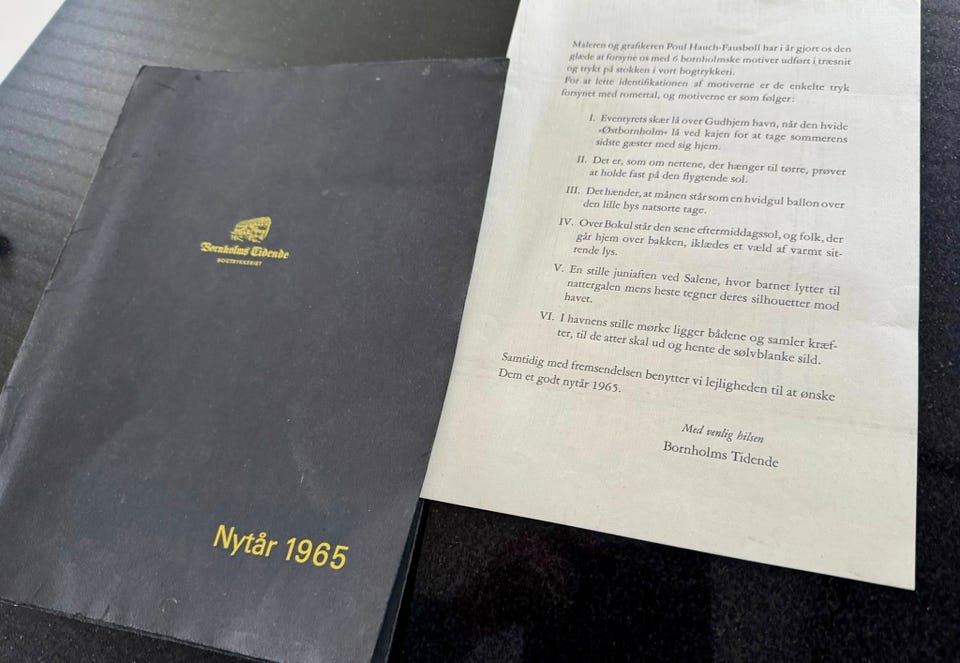 Bornholms Tidende
BOGTRYKKERIET
Nytår 1965
Maleren og grafikeren Poul Hauch-Fausbøll har i år gjort os den
glæde at forsyne os med 6 bornholmske motiver udført i træsnit
og trykt på stokken i vort bogtrykkeri.
For at lette identifikationen af motiverne er de enkelte tryk
forsynet med romertal, og motiverne er som følger:
I. Eventyrets skær lå over Gudhjem havn, når den hvide
»Østbornholm« lå ved kajen for at tage sommerens
sidste gæster med sig hjem.
II. Det er, som om nettene, der hænger til tørre, prøver
at holde fast på den flygtende sol.
III. Det hænder, at månen står som en hvidgul ballon over
den lille bys natsorte tage.
IV. Over Bokul står den sene eftermiddagssol, og folk, der
går hjem over bakken, iklædes et væld af varmt sit-
rende lys.
V. En stille juniaften ved Salene, hvor barnet lytter til
nattergalen mens heste tegner deres silhouetter mod
havet.
VI. I havnens stille mørke ligger bådene og samler kræf-
ter, til de atter skal ud og hente de sølvblanke sild.
Samtidig med fremsendelsen benytter vi lejligheden til at ønske
Dem et godt nytår 1965.
Med venlig hilsen
Bornholms Tidende